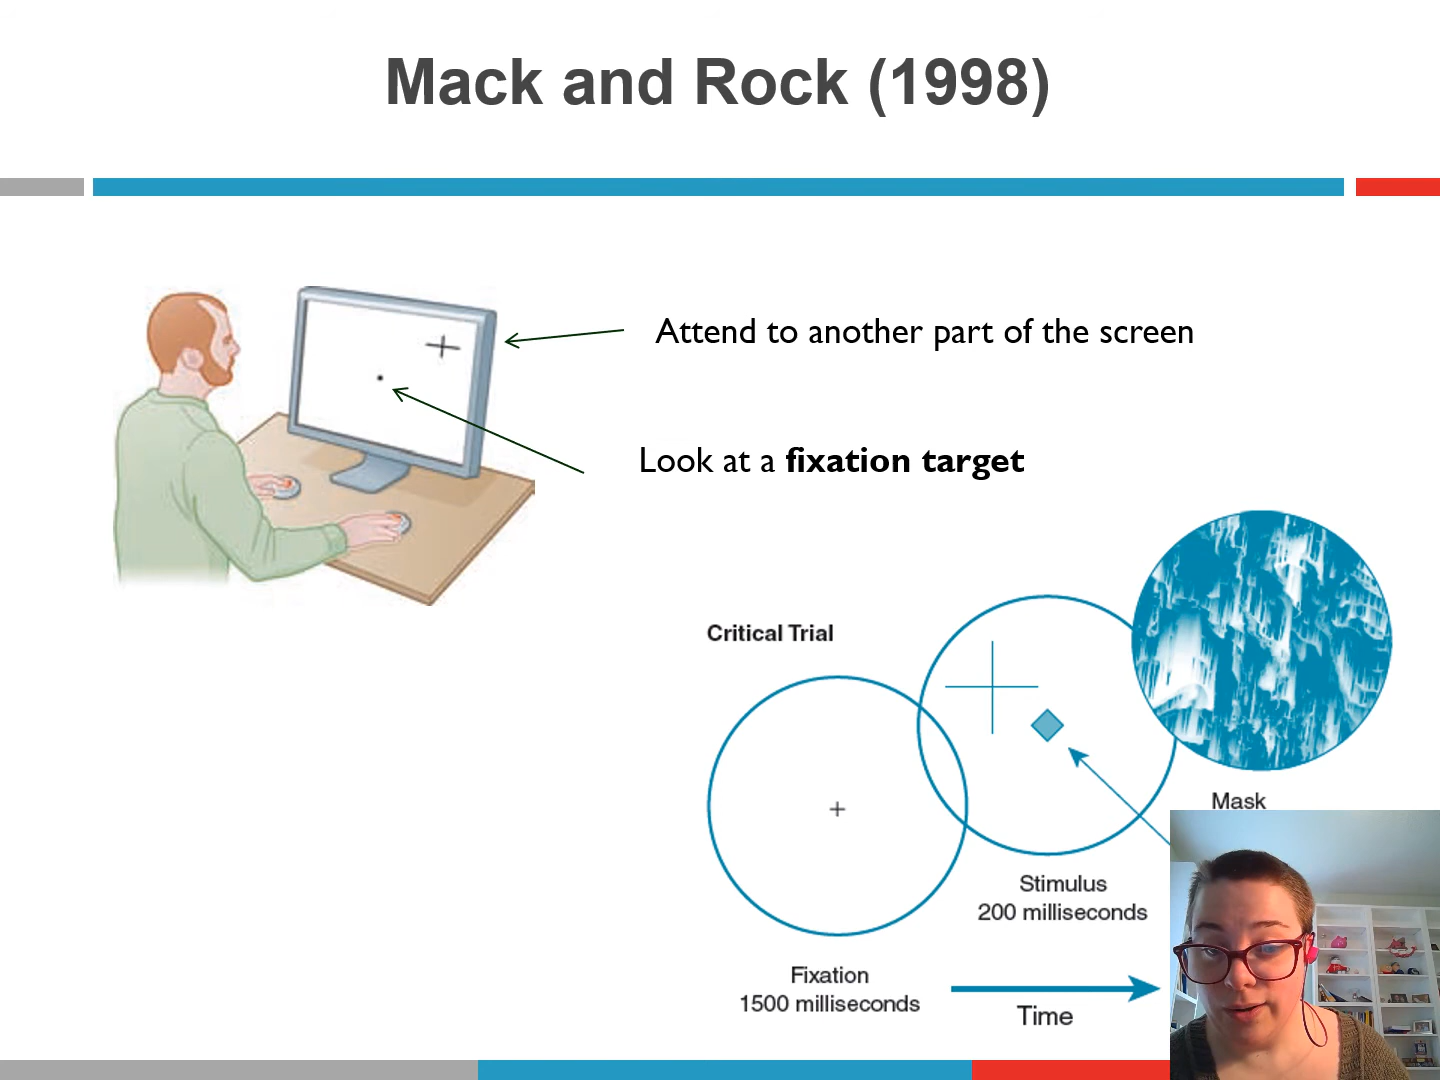 Mack and Rock (1998)
Attend to another part of the screen
Look at a fixation target
Critical Trial
Mask
Stimulus
200 milliseconds
Fixation
1500 milliseconds
Time